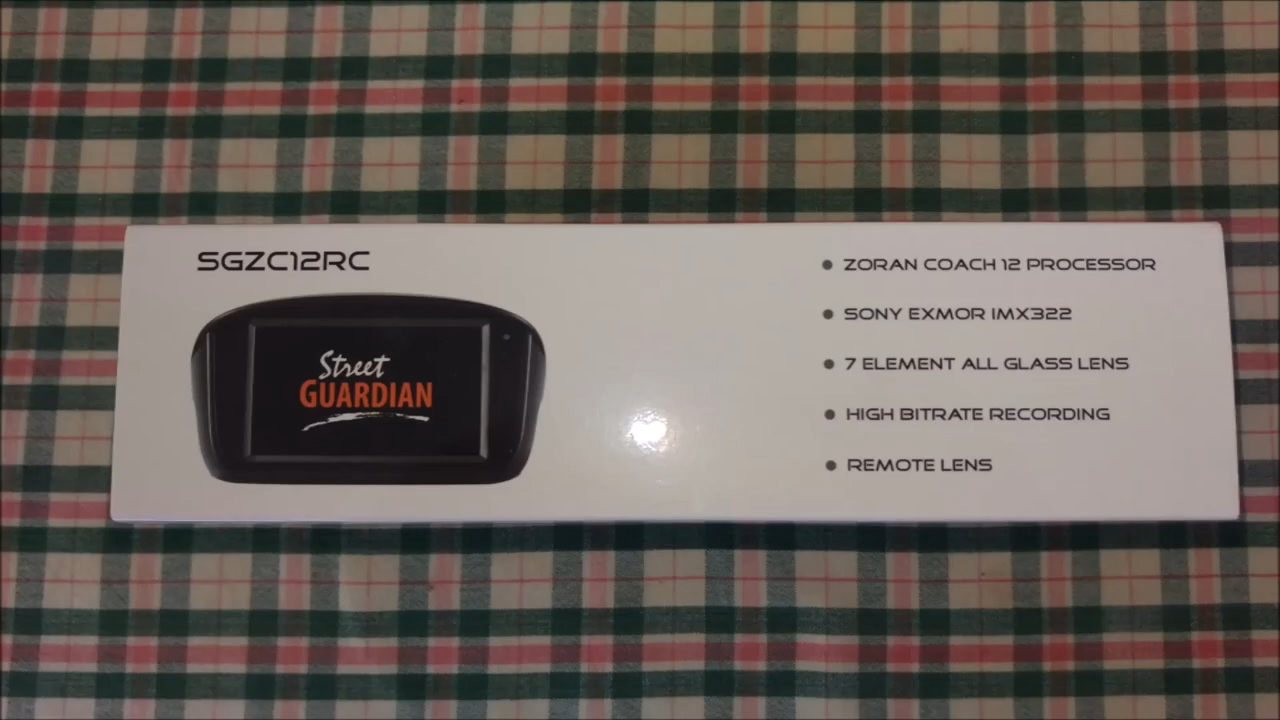 SGZC12RC
Street
GUARDIAN
ZORAN COACH 12 PROCESSOR
SONY EXMOR IMX322
7 ELEMENT ALL GLASS LENS
HIGH BITRATE RECORDING
REMOTE LENS